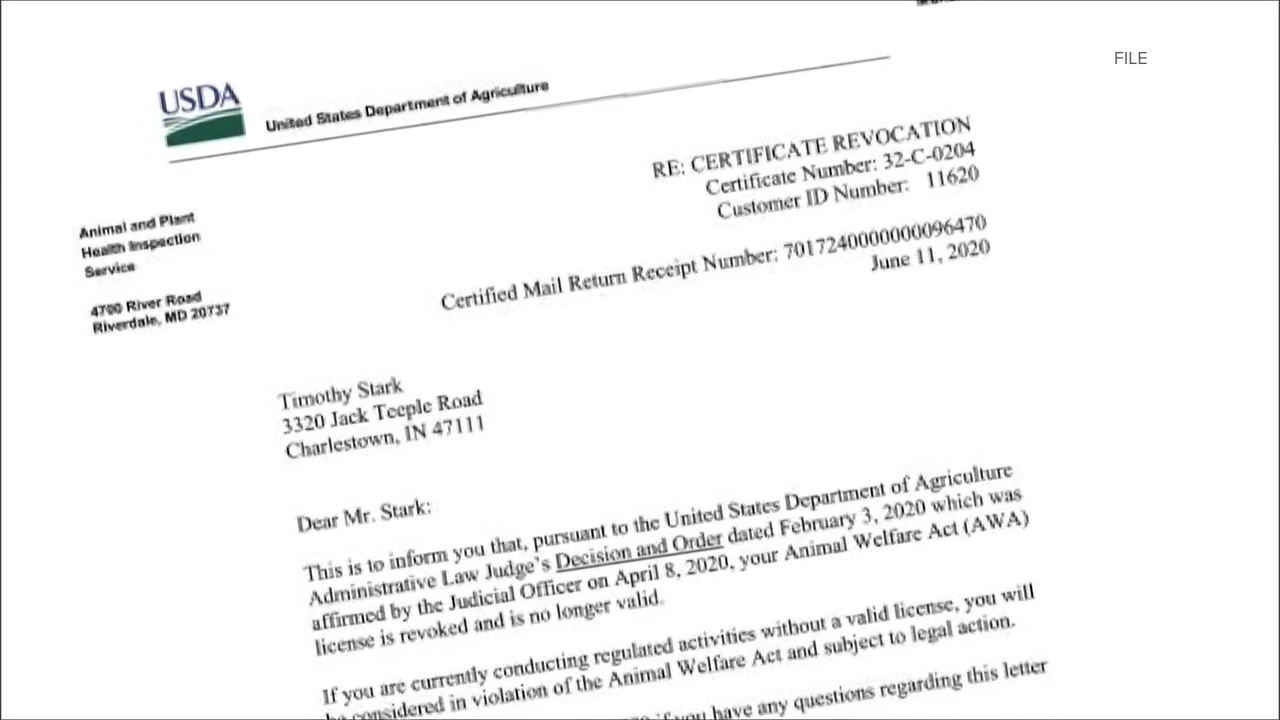 FILE
USDA
United States Department of Agriculture
RE: CERTIFICATE REVOCATION
Certificate Number: 32-C-0204
Customer ID Number: 11620
Certified Mail Return Receipt Number: 7017240000000096470
June 11, 2020
Animal and Plant
Health Inspection
Service
4700 River Road
Riverdale, MD 20737
Timothy Stark
3320 Jack Teeple Road
Charlestown, IN 47111
Dear Mr. Stark:
This is to inform you that, pursuant to the United States Department of Agriculture
Administrative Law Judge's Decision and Order dated February 3, 2020 which was
affirmed by the Judicial Officer on April 8, 2020, your Animal Welfare Act (AWA)
license is revoked and is no longer valid.
If you are currently conducting regulated activities without a valid license, you will
be considered in violation of the Animal Welfare Act and subject to legal action.
if you have any questions regarding this letter